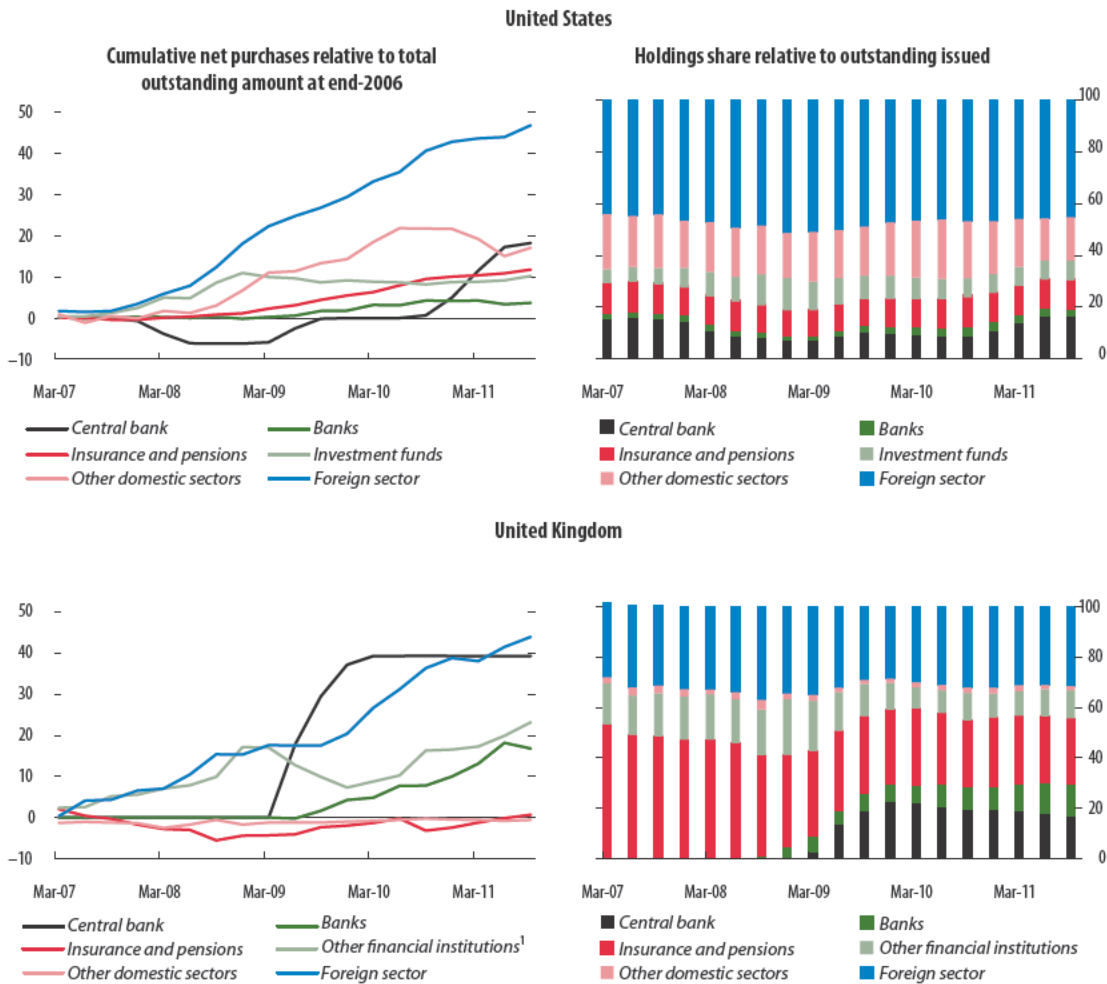 United States
Cumulative net purchases relative to total
outstanding amount at end-2006
Holdings share relative to outstanding issued
50
40
30
20
10
0
–10
100
80
60
40
20
0
Mar-07 Mar-08 Mar-09 Mar-10 Mar-11
Mar-07 Mar-08 Mar-09 Mar-10 Mar-11
Central bank Banks
Insurance and pensions Investment funds
Other domestic sectors Foreign sector
Central bank Banks
Insurance and pensions Investment funds
Other domestic sectors Foreign sector
United Kingdom
50
40
30
20
10
0
–10
100
80
60
40
20
0
Mar-07 Mar-08 Mar-09 Mar-10 Mar-11
Mar-07 Mar-08 Mar-09 Mar-10 Mar-11
Central bank Banks
Insurance and pensions Other financial institutions¹
Other domestic sectors Foreign sector
Central bank Banks
Insurance and pensions Other financial institutions
Other domestic sectors Foreign sector